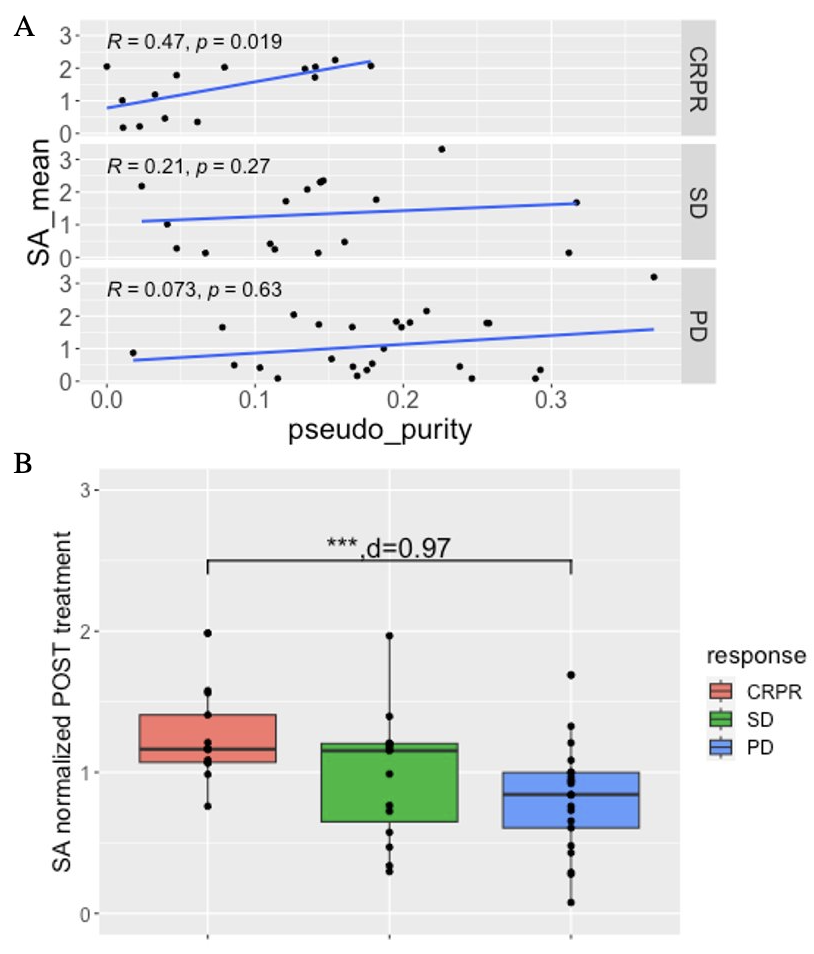 A
SA_mean
3
2
1
0
R = 0.47, p = 0.019
CRPR
3
2
1
0
R = 0.21, p = 0.27
SD
3
2
1
0
R = 0.073, p = 0.63
PD
0.0 0.1 0.2 0.3
pseudo_purity
B
SA normalized POST treatment
3
2
1
0
***,d=0.97
response
CRPR
SD
PD